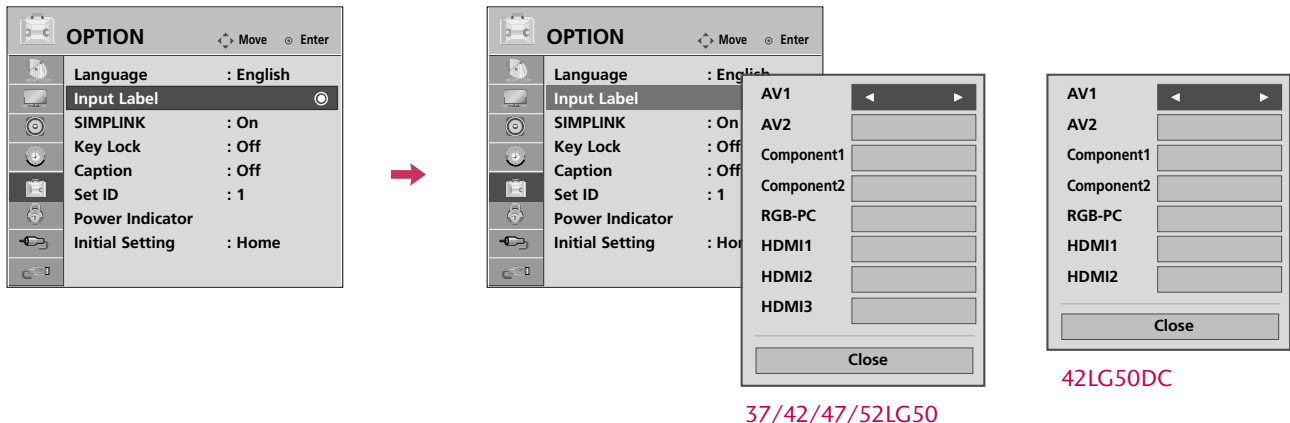 OPTION
Move Enter
Language : English
Input Label
SIMPLINK : On
Key Lock : Off
Caption : Off
Set ID : 1
Power Indicator
Initial Setting : Home
OPTION
Move Enter
Language
Input Label
SIMPLINK : On
Key Lock : Off
Caption : Off
Set ID : 1
Power Indicator
Initial Setting
AV1
AV2
Component1
Component2
RGB-PC
HDMI1
HDMI2
HDMI3
Close
37/42/47/52LG50
AV1
AV2
Component1
Component2
RGB-PC
HDMI1
HDMI2
Close
42LG50DC